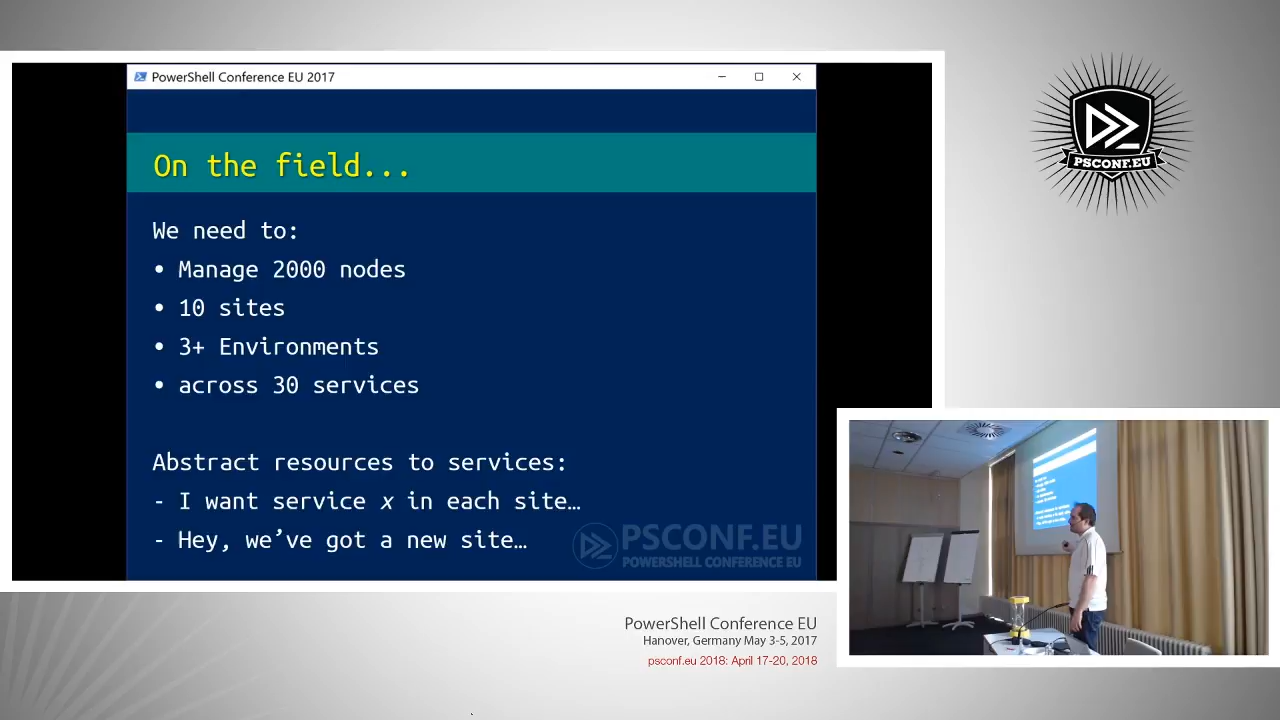 PowerShell Conference EU 2017
On the field...
We need to:
• Manage 2000 nodes
• 10 sites
• 3+ Environments
• across 30 services
Abstract resources to services:
- I want service x in each site…
- Hey, we’ve got a new site…
PSCONF.EU
POWERSHELL CONFERENCE EU
PSCONF.EU
PowerShell Conference EU
Hanover, Germany May 3-5, 2017
psconf.eu 2018: April 17-20, 2018